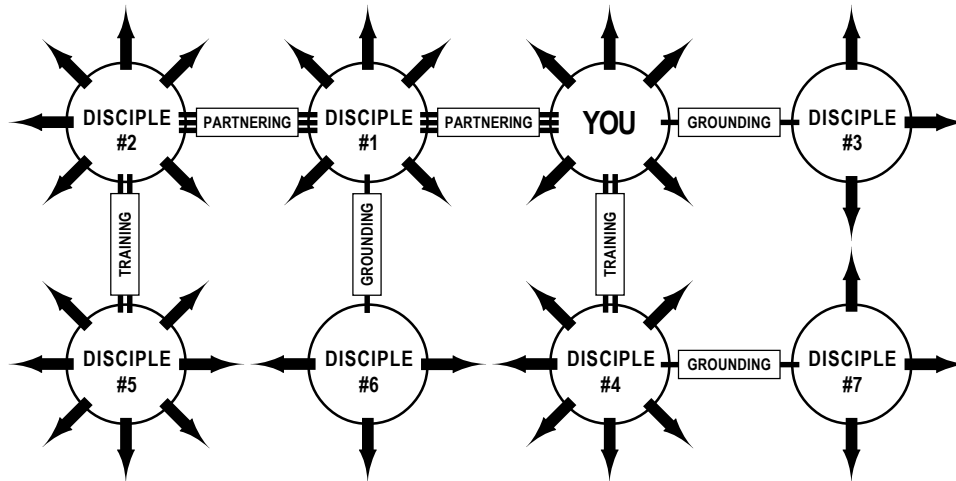 DISCIPLE
#2
PARTNERING
DISCIPLE
#1
PARTNERING
YOU
GROUNDING
DISCIPLE
#3
TRAINING
GROUNDING
TRAINING
DISCIPLE
#5
DISCIPLE
#6
DISCIPLE
#4
GROUNDING
DISCIPLE
#7